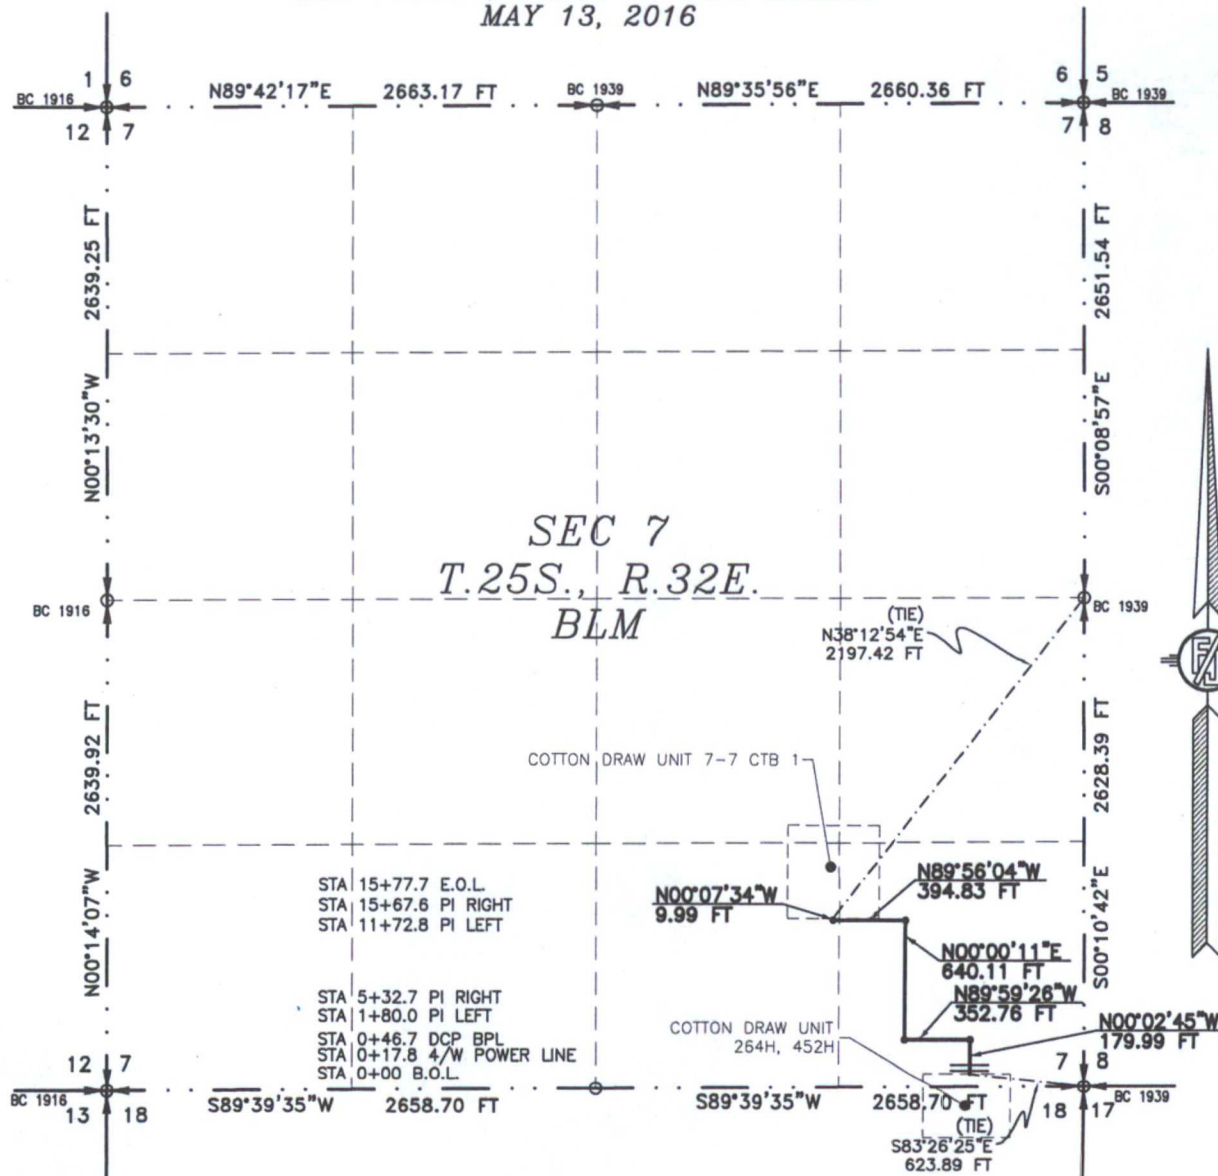 MAY 13, 2016
1 6
BC 1916
12 7
N89°42'17"E 2663.17 FT
BC 1939
N89°35'56"E 2660.36 FT
6 5
BC 1939
7 8
2639.25 FT
N00°13'30"W
2651.54 FT
S00°08'57"E
SEC 7
T.25S., R.32E.
BLM
BC 1916
BC 1939
(TIE)
N38°12'54"E
2197.42 FT
2639.92 FT
N00°14'07"W
2628.39 FT
S00°10'42"E
COTTON DRAW UNIT 7-7 CTB 1
STA 15+77.7 E.O.L.
STA 15+67.6 PI RIGHT
STA 11+72.8 PI LEFT
STA 5+32.7 PI RIGHT
STA 1+80.0 PI LEFT
STA 0+46.7 DCP BPL
STA 0+17.8 4/W POWER LINE
STA 0+00 B.O.L.
N00°07'34"W
9.99 FT
N89°56'04"W
394.83 FT
N00°00'11"E
640.11 FT
N89°59'26"W
352.76 FT
N00°02'45"W
179.99 FT
COTTON DRAW UNIT
264H, 452H
12 7
BC 1916
13 18
S89°39'35"W 2658.70 FT
S89°39'35"W 2658.70 FT
7 8
18 17
BC 1939
(TIE)
S83°26'25"E
623.89 FT